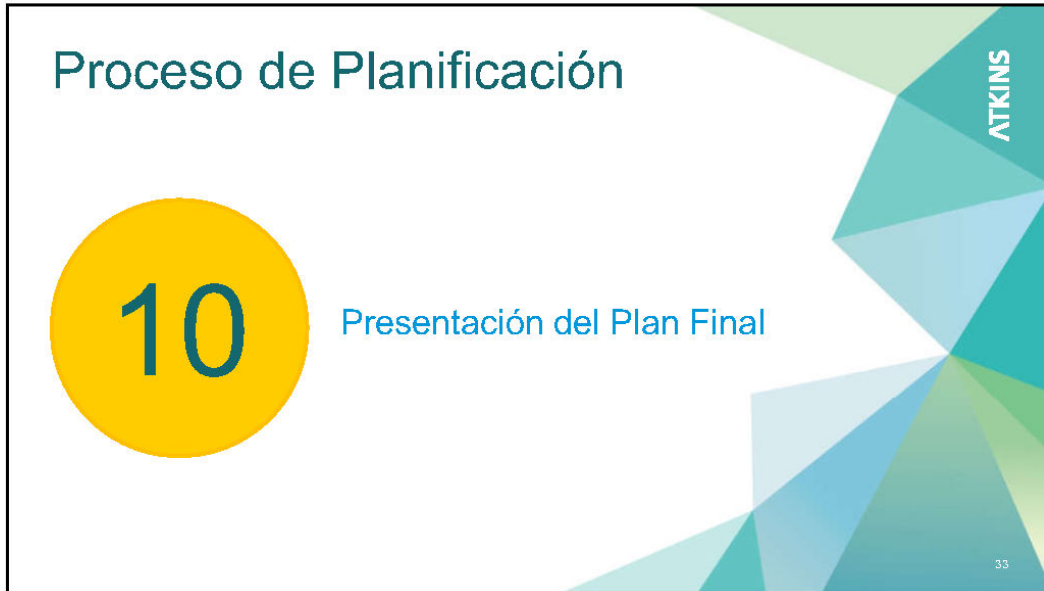 Proceso de Planificación
ATKINS
10
Presentación del Plan Final
33